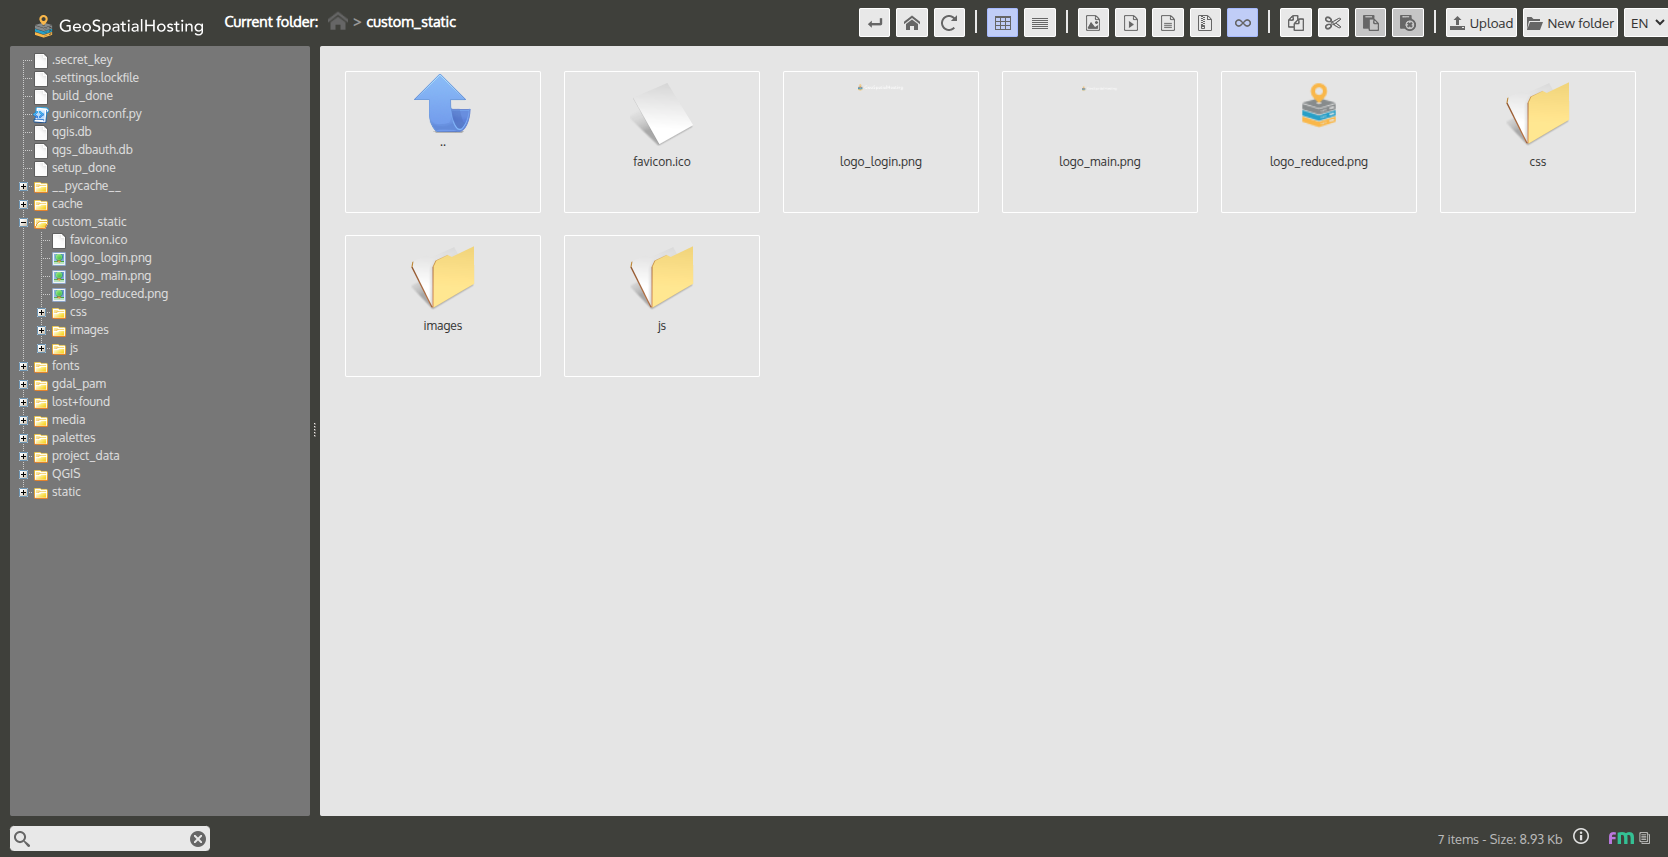 GeoSpatialHosting
Current folder: > custom_static
Upload
New folder
EN
.secret_key
.settings.lockfile
build_done
gunicorn.conf.py
qgis.db
qgs_dbauth.db
setup_done
__pycache__
cache
custom_static
favicon.ico
logo_login.png
logo_main.png
logo_reduced.png
css
images
js
fonts
gdal_pam
lost+found
media
palettes
project_data
QGIS
static
..
favicon.ico
logo_login.png
logo_main.png
logo_reduced.png
css
images
js
7 items - Size: 8.93 Kb
fm